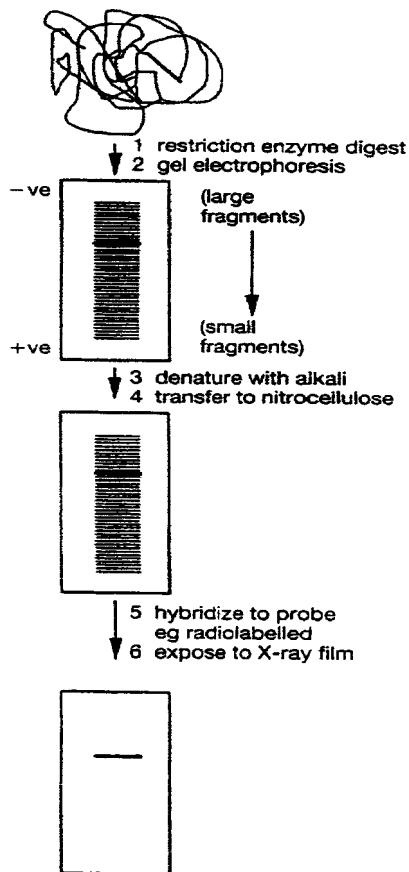 1 restriction enzyme digest
2 gel electrophoresis
-ve
(large
fragments)
(small
fragments)
+ve
3 denature with alkali
4 transfer to nitrocellulose
5 hybridize to probe
eg radiolabelled
6 expose to X-ray film